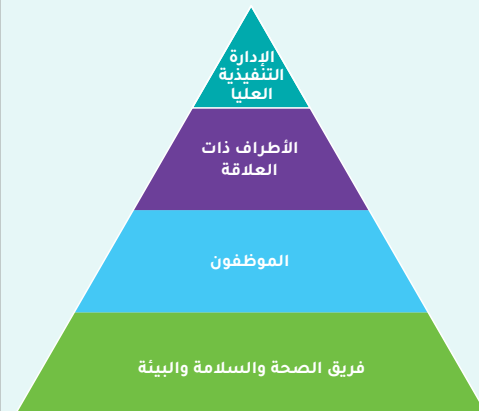 الإدارة
التنفيذية
العليا
الأطراف ذات
العلاقة
الموظفون
فريق الصحة والسلامة والبيئة